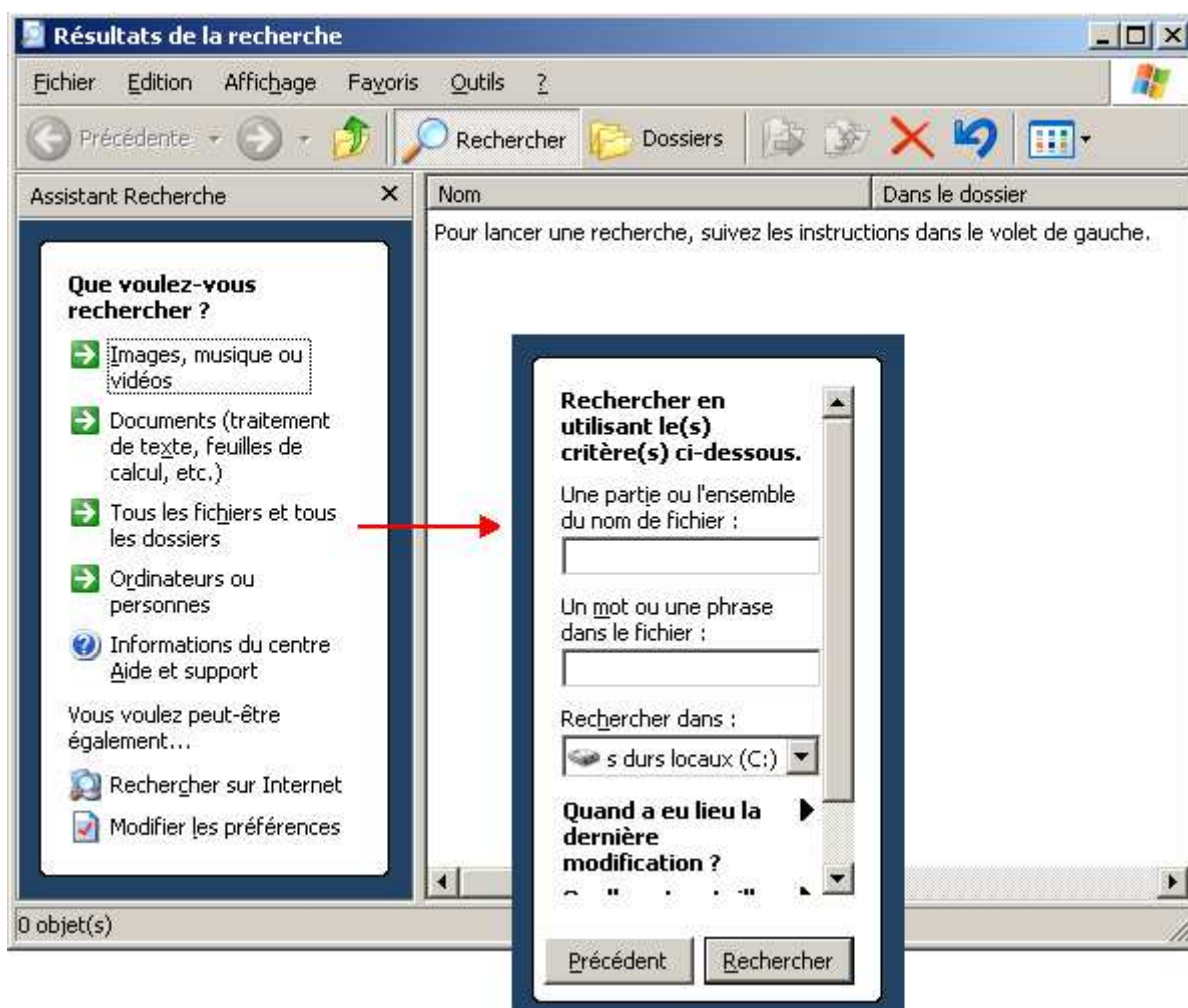 Résultats de la recherche
Fichier Edition Affichage Favoris Outils ?
Précédente Rechercher Dossiers
Assistant Recherche
Nom Dans le dossier
Pour lancer une recherche, suivez les instructions dans le volet de gauche.
Que voulez-vous
rechercher ?
Images, musique ou
vidéos
Documents (traitement
de texte, feuilles de
calcul, etc.)
Tous les fichiers et tous
les dossiers
Ordinateurs ou
personnes
Informations du centre
Aide et support
Vous voulez peut-être
également...
Rechercher sur Internet
Modifier les préférences
Rechercher en
utilisant le(s)
critère(s) ci-dessous.
Une partie ou l'ensemble
du nom de fichier :
Un mot ou une phrase
dans le fichier :
Rechercher dans :
s durs locaux (C:)
Quand a eu lieu la
dernière
modification ?
Précédent Rechercher
0 objet(s)